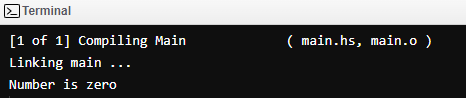 Terminal
[1 of 1] Compiling Main             ( main.hs, main.o )
Linking main ...
Number is zero